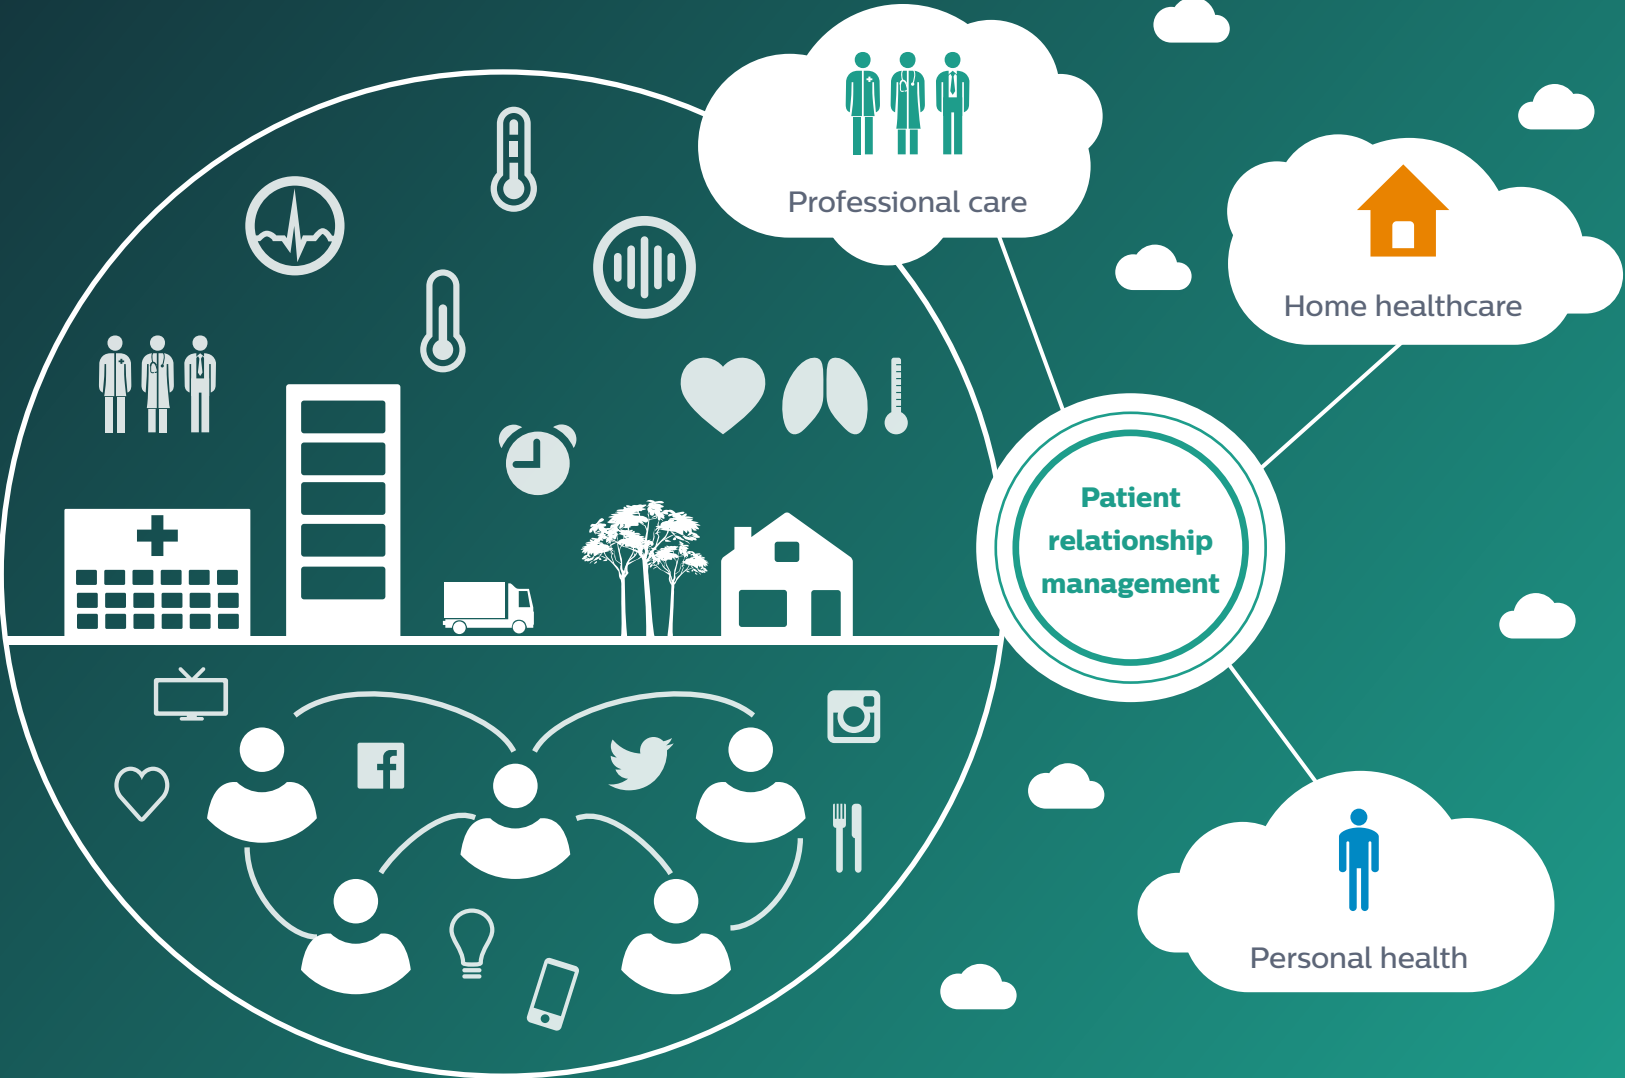 Professional care
Home healthcare
Patient
relationship
management
Personal health